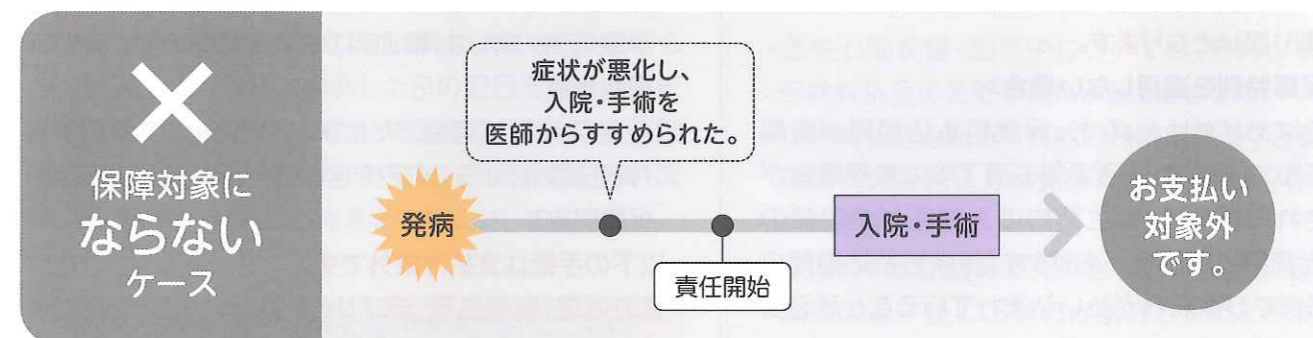 保障対象に
ならない
ケース
症状が悪化し、
入院・手術を
医師からすすめられた。
発病
責任開始
入院・手術
お支払い
対象外
です。